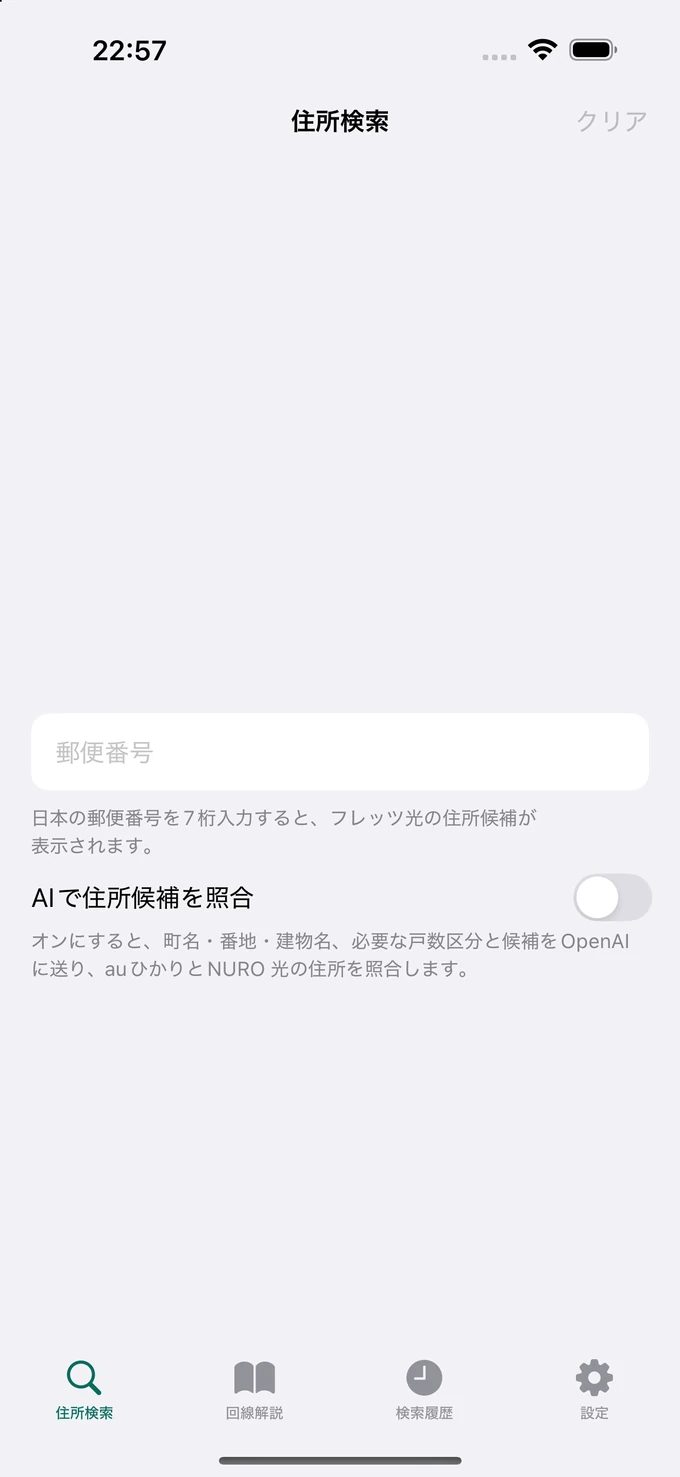 22:57
住所検索
クリア
郵便番号
日本の郵便番号を7桁入力すると、フレッツ光の住所候補が
表示されます。
AIで住所候補を照合
オンにすると、町名・番地・建物名、必要な戸数区分と候補をOpenAI
に送り、auひかりとNURO 光の住所を照合します。
住所検索
回線解説
検索履歴
設定